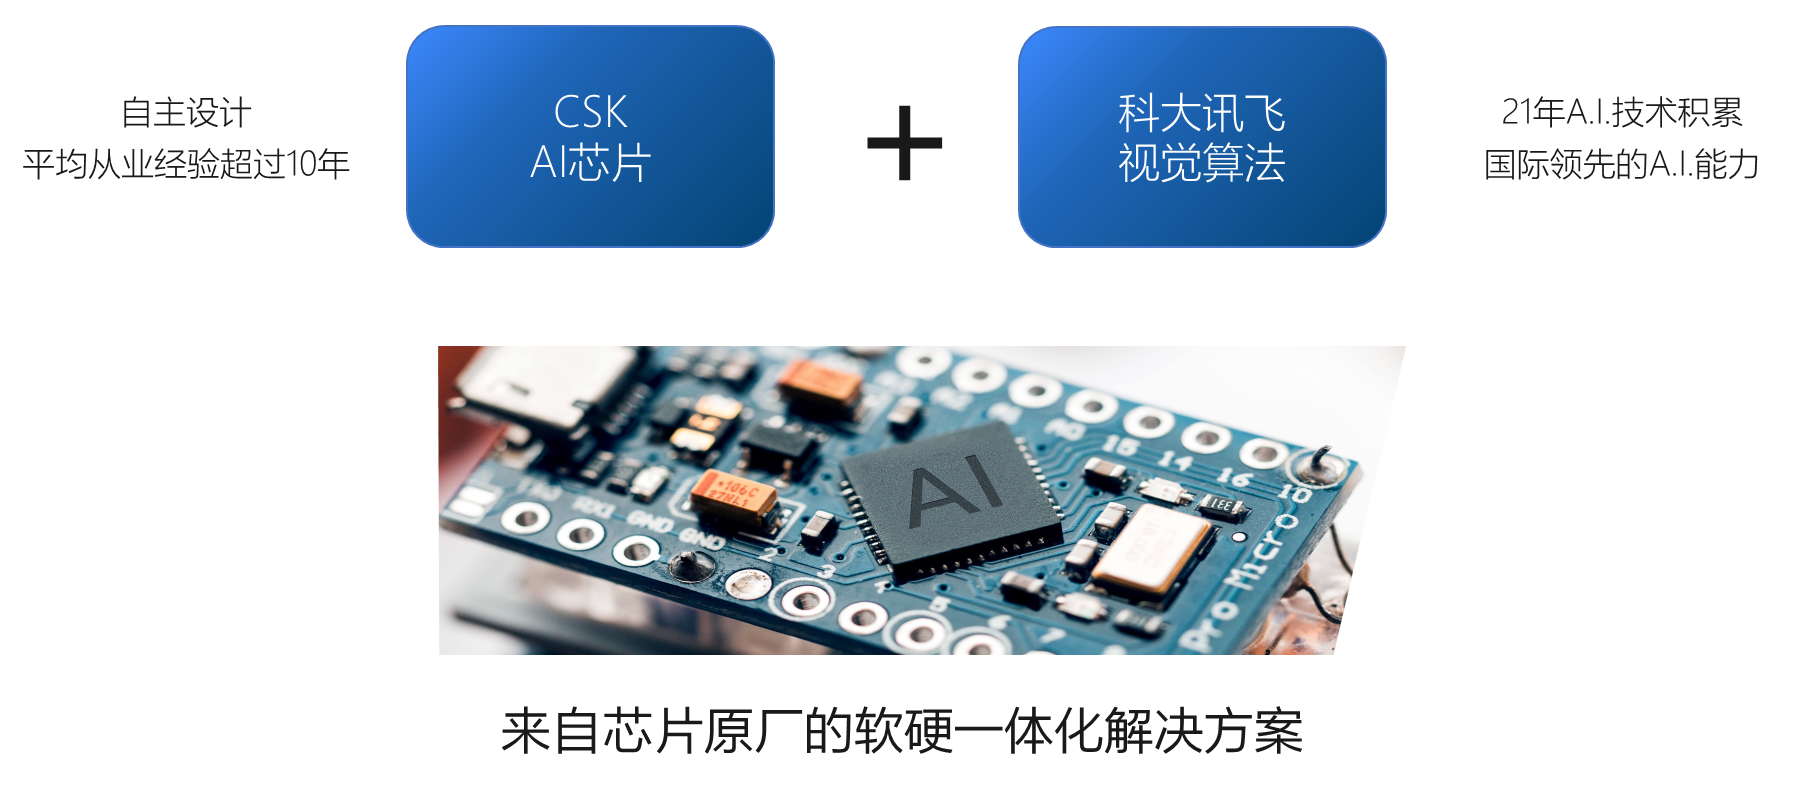 自主设计
平均从业经验超过10年
CSK
AI芯片
+
科大讯飞
视觉算法
21年A.I.技术积累
国际领先的A.I.能力
AI
15
14
16
10
Pro Micro
RXI
GND
GND
106C
331
2
3
4
5
6
7
来自芯片原厂的软硬一体化解决方案